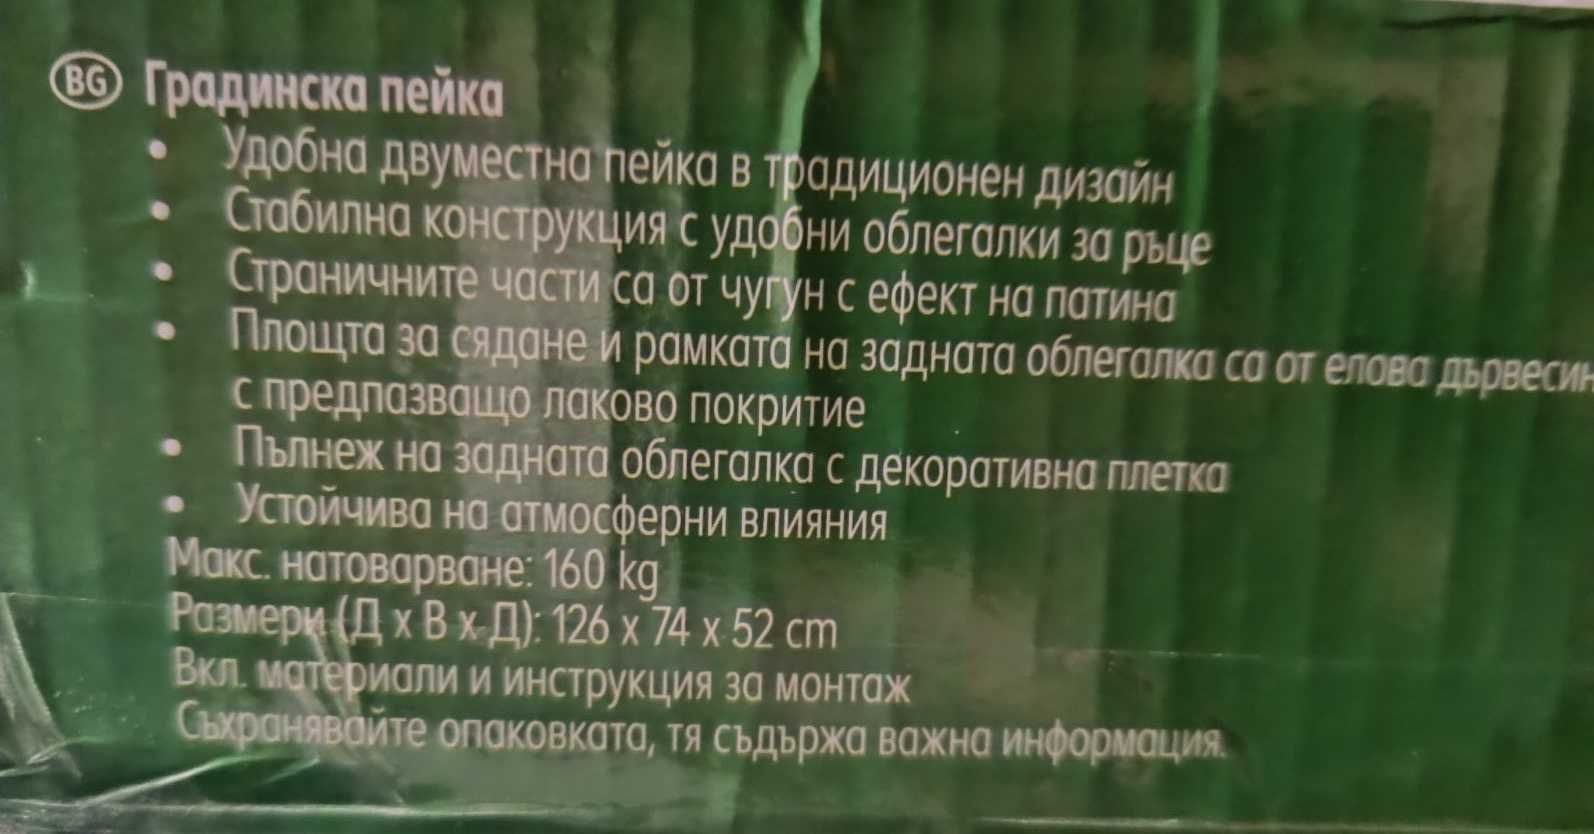 BG Градинска пейка
• Удобна двуместна пейка в традиционен дизайн
• Стабилна конструкция с удобни облегалки за ръце
• Страничните части са от чугун с ефект на патина
• Площта за сядане и рамката на задната облегалка са от елова дървесин
с предпазващо лаково покритие
• Пълнеж на задната облегалка с декоративна плетка
• Устойчива на атмосферни влияния
Макс. натоварване: 160 kg
Размери (Д x В x Д): 126 x 74 x 52 cm
Вкл. материали и инструкция за монтаж
Съхранявайте опаковката, тя съдържа важна информация.